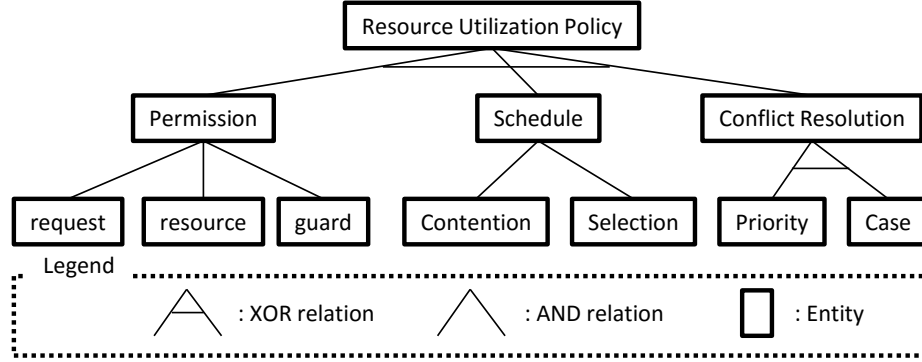 Resource Utilization Policy
Permission
Schedule
Conflict Resolution
request
resource
guard
Contention
Selection
Priority
Case
Legend
: XOR relation
: AND relation
: Entity